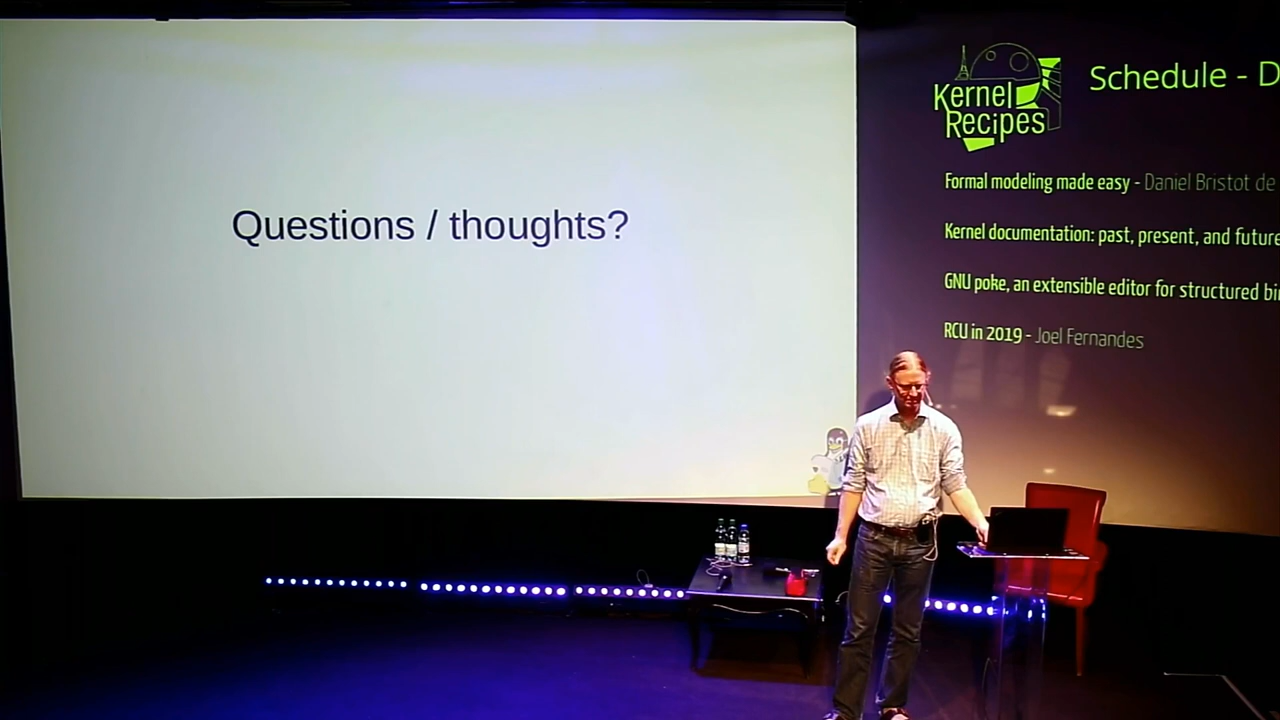 Questions / thoughts?
Kernel
Recipes
Schedule - D
Formal modeling made easy - Daniel Bristot de
Kernel documentation: past, present, and future
GNU poke, an extensible editor for structured bi
RCU in 2019 - Joel Fernandes